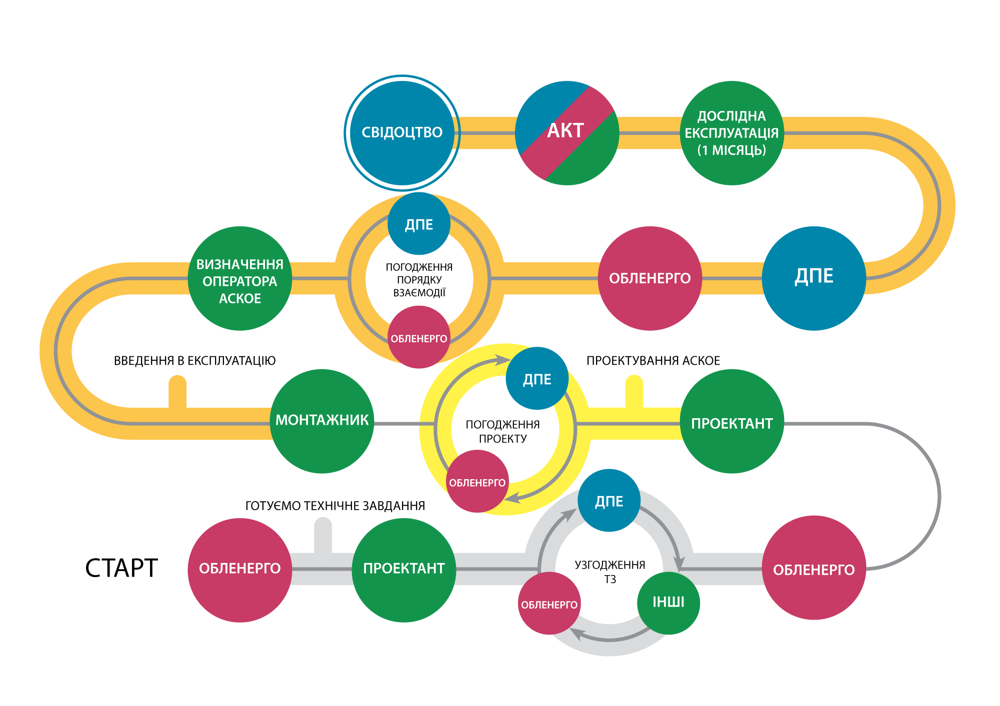 СВІДОЦТВО
АКТ
ДОСЛІДНА
ЕКСПЛУАТАЦІЯ
(1 МІСЯЦЬ)
ВИЗНАЧЕННЯ
ОПЕРАТОРА
АСКОЕ
ДПЕ
ПОГОДЖЕННЯ
ПОРЯДКУ
ВЗАЄМОДІЇ
ОБЛЕНЕРГО
ОБЛЕНЕРГО
ДПЕ
ВВЕДЕННЯ В ЕКСПЛУАТАЦІЮ
МОНТАЖНИК
ДПЕ
ПОГОДЖЕННЯ
ПРОЕКТУ
ОБЛЕНЕРГО
ПРОЕКТУВАННЯ АСКОЕ
ПРОЕКТАНТ
ГОТУЄМО ТЕХНІЧНЕ ЗАВДАННЯ
СТАРТ
ОБЛЕНЕРГО
ПРОЕКТАНТ
ДПЕ
УЗГОДЖЕННЯ
ТЗ
ОБЛЕНЕРГО
ІНШІ
ОБЛЕНЕРГО